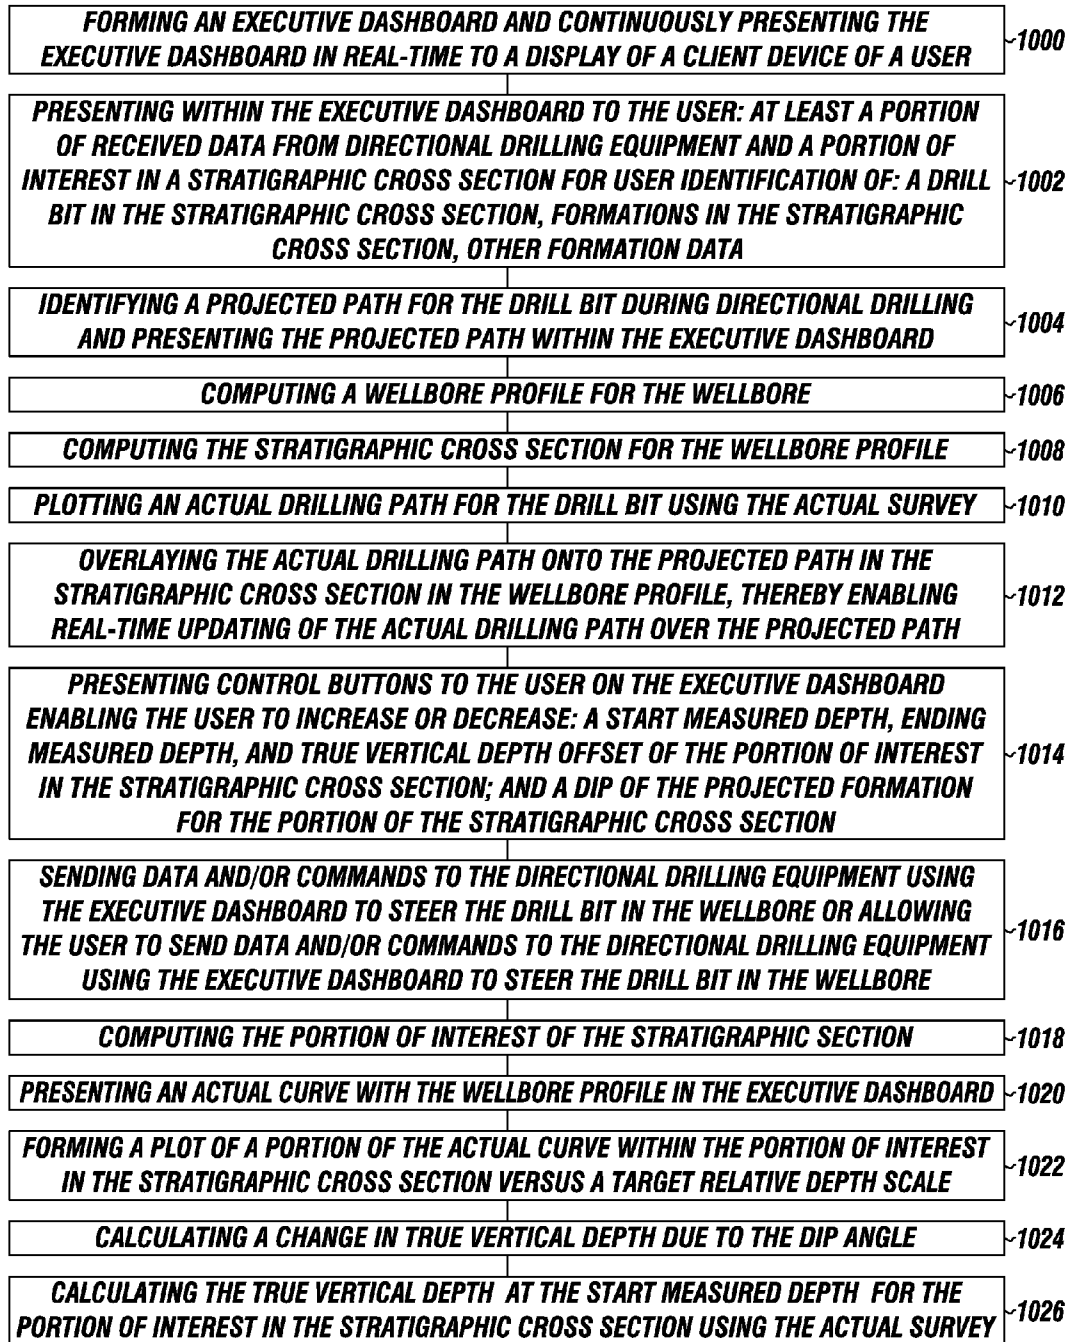 FORMING AN EXECUTIVE DASHBOARD AND CONTINUOUSLY PRESENTING THE
EXECUTIVE DASHBOARD IN REAL-TIME TO A DISPLAY OF A CLIENT DEVICE OF A USER
1000
PRESENTING WITHIN THE EXECUTIVE DASHBOARD TO THE USER: AT LEAST A PORTION
OF RECEIVED DATA FROM DIRECTIONAL DRILLING EQUIPMENT AND A PORTION OF
INTEREST IN A STRATIGRAPHIC CROSS SECTION FOR USER IDENTIFICATION OF: A DRILL
BIT IN THE STRATIGRAPHIC CROSS SECTION, FORMATIONS IN THE STRATIGRAPHIC
CROSS SECTION, OTHER FORMATION DATA
1002
IDENTIFYING A PROJECTED PATH FOR THE DRILL BIT DURING DIRECTIONAL DRILLING
AND PRESENTING THE PROJECTED PATH WITHIN THE EXECUTIVE DASHBOARD
1004
COMPUTING A WELLBORE PROFILE FOR THE WELLBORE
1006
COMPUTING THE STRATIGRAPHIC CROSS SECTION FOR THE WELLBORE PROFILE
1008
PLOTTING AN ACTUAL DRILLING PATH FOR THE DRILL BIT USING THE ACTUAL SURVEY
1010
OVERLAYING THE ACTUAL DRILLING PATH ONTO THE PROJECTED PATH IN THE
STRATIGRAPHIC CROSS SECTION IN THE WELLBORE PROFILE, THEREBY ENABLING
REAL-TIME UPDATING OF THE ACTUAL DRILLING PATH OVER THE PROJECTED PATH
1012
PRESENTING CONTROL BUTTONS TO THE USER ON THE EXECUTIVE DASHBOARD
ENABLING THE USER TO INCREASE OR DECREASE: A START MEASURED DEPTH, ENDING
MEASURED DEPTH, AND TRUE VERTICAL DEPTH OFFSET OF THE PORTION OF INTEREST
IN THE STRATIGRAPHIC CROSS SECTION; AND A DIP OF THE PROJECTED FORMATION
FOR THE PORTION OF THE STRATIGRAPHIC CROSS SECTION
1014
SENDING DATA AND/OR COMMANDS TO THE DIRECTIONAL DRILLING EQUIPMENT USING
THE EXECUTIVE DASHBOARD TO STEER THE DRILL BIT IN THE WELLBORE OR ALLOWING
THE USER TO SEND DATA AND/OR COMMANDS TO THE DIRECTIONAL DRILLING EQUIPMENT
USING THE EXECUTIVE DASHBOARD TO STEER THE DRILL BIT IN THE WELLBORE
1016
COMPUTING THE PORTION OF INTEREST OF THE STRATIGRAPHIC SECTION
1018
PRESENTING AN ACTUAL CURVE WITH THE WELLBORE PROFILE IN THE EXECUTIVE DASHBOARD
1020
FORMING A PLOT OF A PORTION OF THE ACTUAL CURVE WITHIN THE PORTION OF INTEREST
IN THE STRATIGRAPHIC CROSS SECTION VERSUS A TARGET RELATIVE DEPTH SCALE
1022
CALCULATING A CHANGE IN TRUE VERTICAL DEPTH DUE TO THE DIP ANGLE
1024
CALCULATING THE TRUE VERTICAL DEPTH AT THE START MEASURED DEPTH FOR THE
PORTION OF INTEREST IN THE STRATIGRAPHIC CROSS SECTION USING THE ACTUAL SURVEY
1026